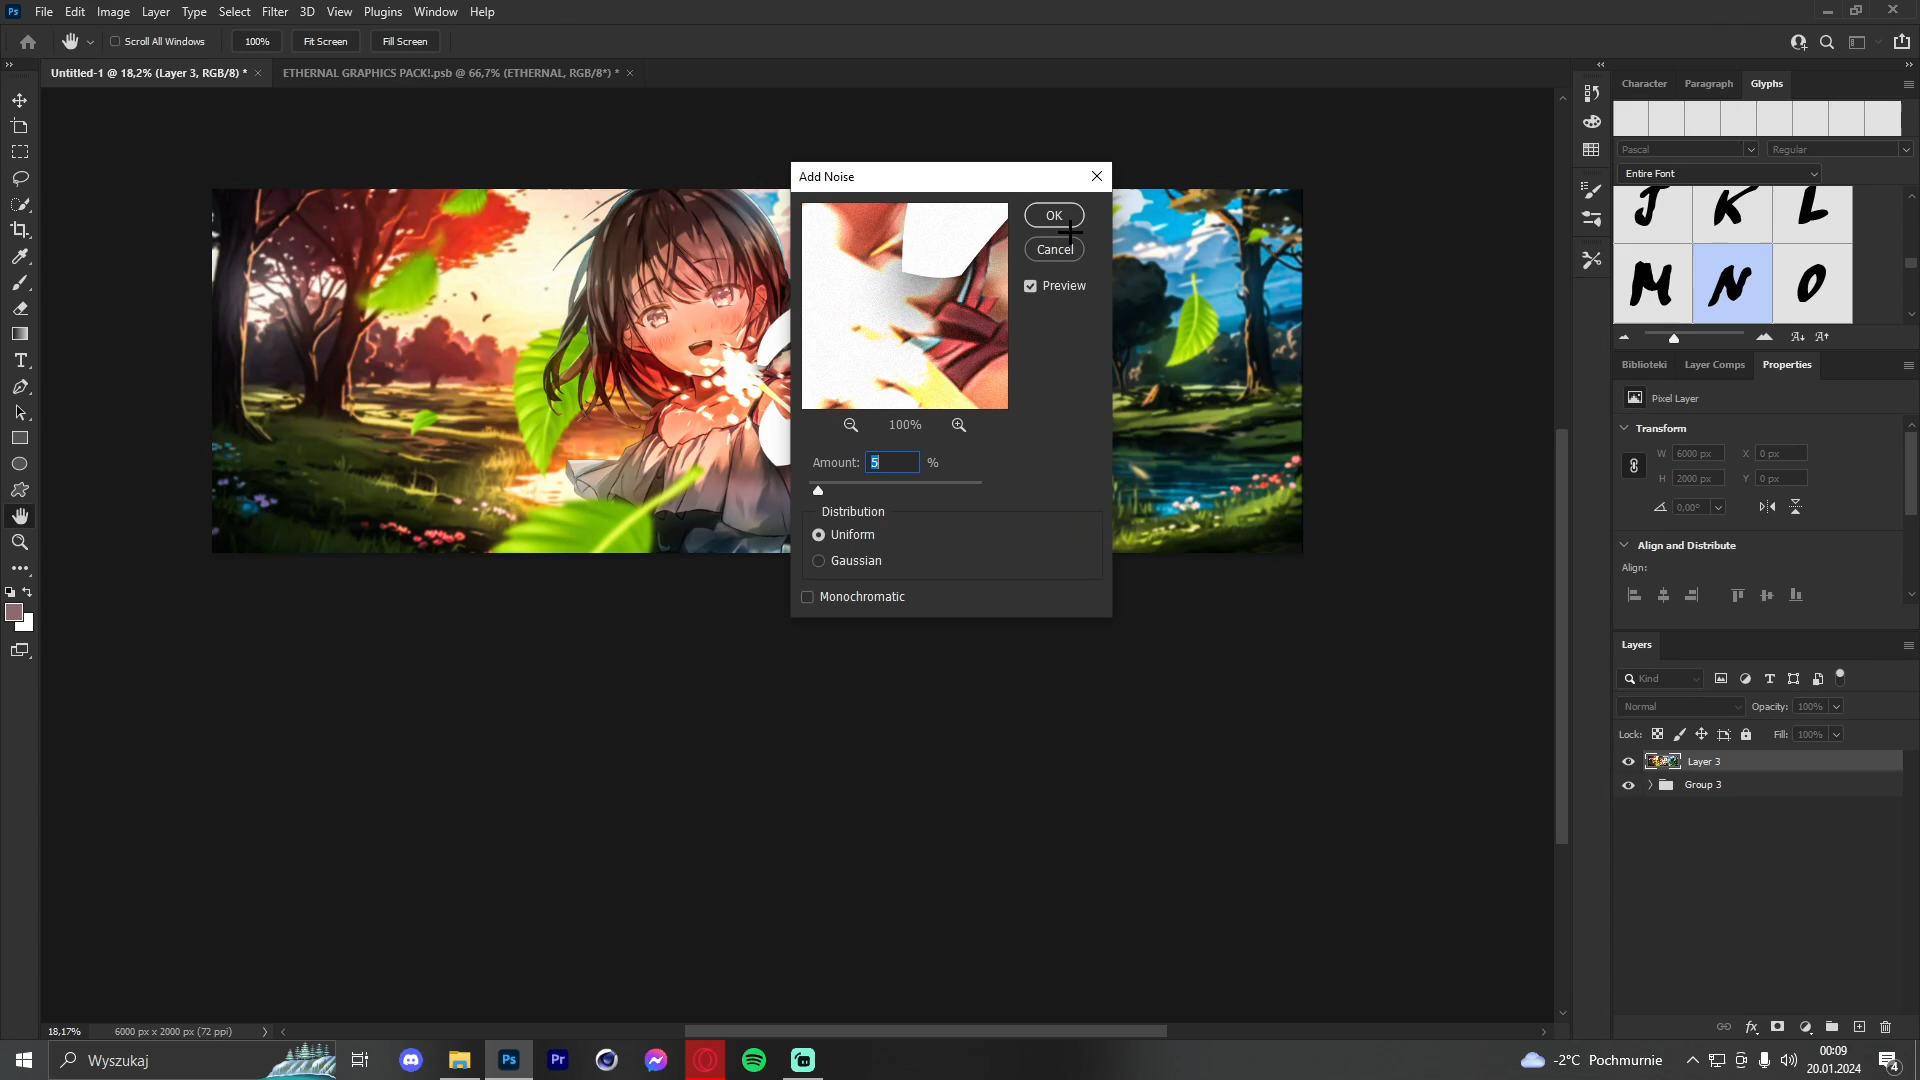 Ps File Edit Image Layer Type Select Filter 3D View Plugins Window Help
Scroll All Windows 100% Fit Screen Fill Screen
Untitled-1 @ 18,2% (Layer 3, RGB/8) * ETHERNAL GRAPHICS PACK!.psb @ 66,7% (ETHERNAL, RGB/8*) *
Character Paragraph Glyphs
Pascal Regular
Entire Font
J K L
M N O
Add Noise
OK
Cancel
Preview
100%
Amount: 5 %
Distribution
Uniform
Gaussian
Monochromatic
Biblioteki Layer Comps Properties
Pixel Layer
Transform
W 6000 px X 0 px
H 2000 px Y 0 px
0,00°
Align and Distribute
Align:
Layers
Kind
Normal Opacity: 100%
Lock: Fill: 100%
Layer 3
Group 3
18,17% 6000 px x 2000 px (72 ppi)
Wyszukaj
Ps Pr
-2°C Pochmurnie
00:09
20.01.2024
4